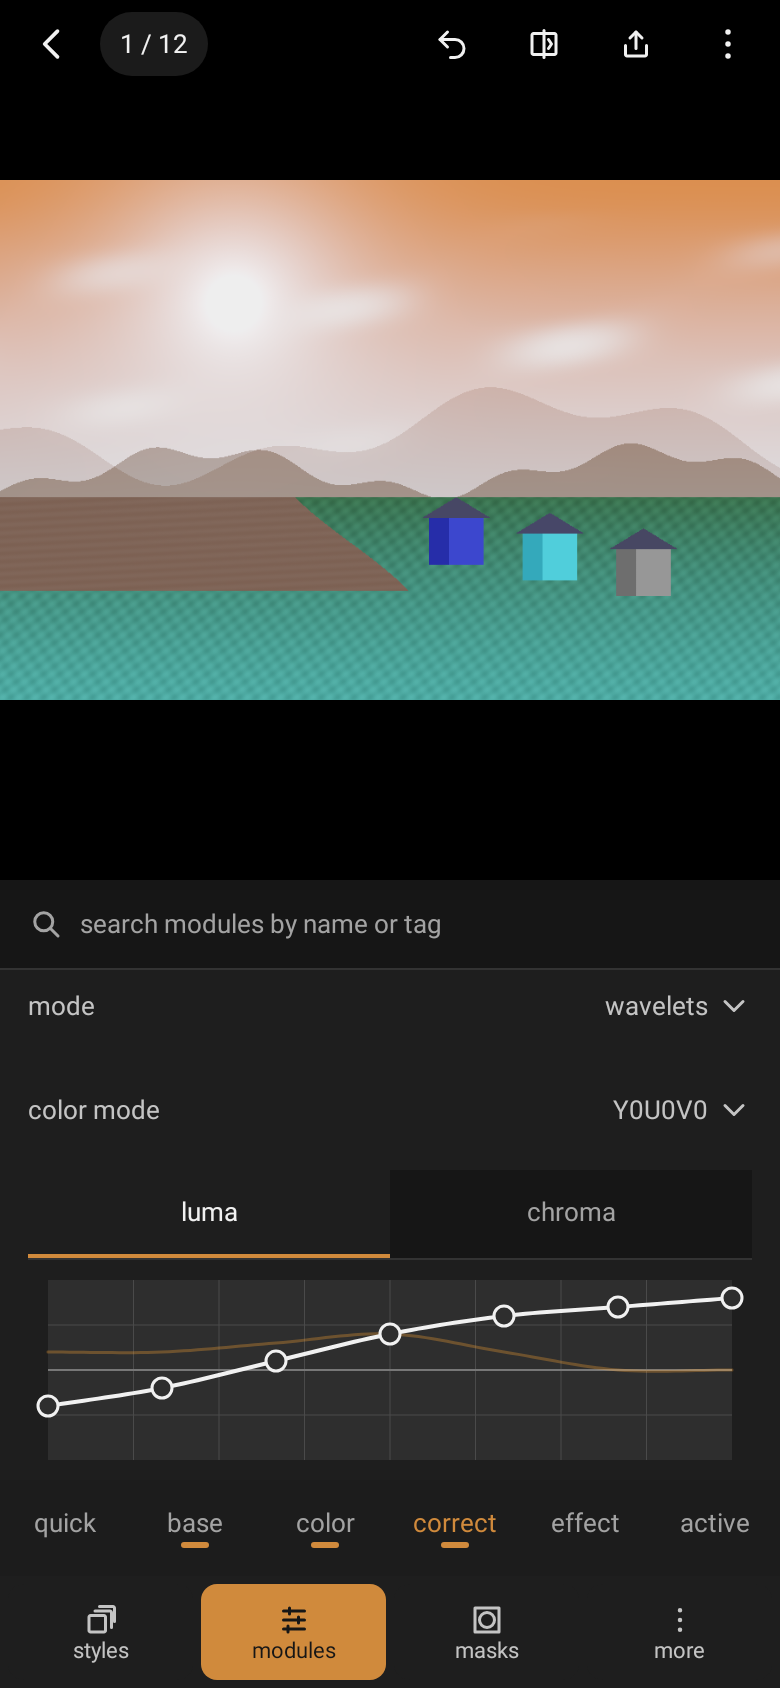 1 / 12
search modules by name or tag
mode wavelets
color mode Y0U0V0
luma chroma
quick base color correct effect active
styles modules masks more